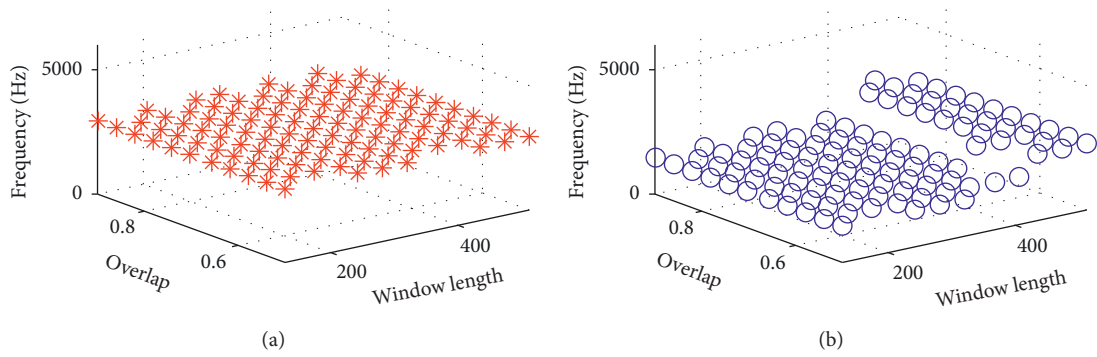 5000
0
Frequency (Hz)
0.8
0.6
Overlap
200
400
Window length
(a)
5000
0
Frequency (Hz)
0.8
0.6
Overlap
200
400
Window length
(b)